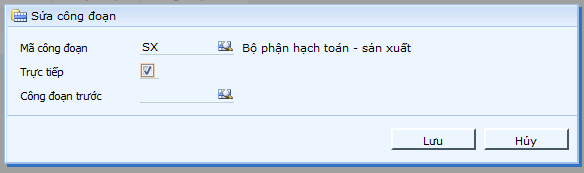 Sửa công đoạn
Mã công đoạn SX Bộ phận hạch toán - sản xuất
Trực tiếp
Công đoạn trước
Lưu Hủy